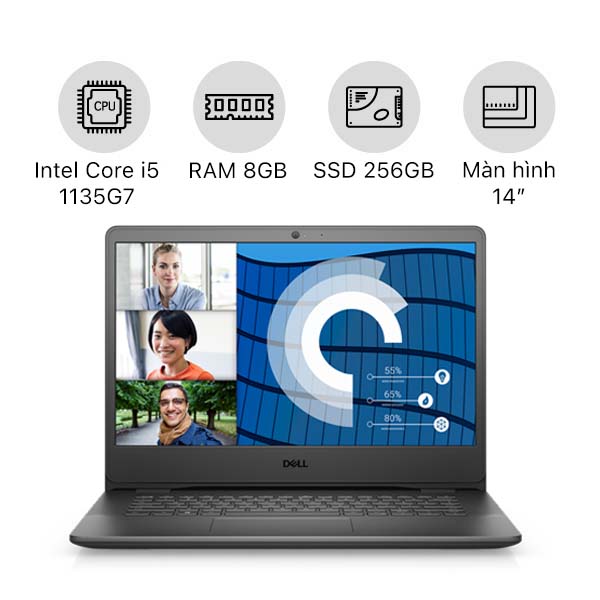 CPU
Intel Core i5
1135G7
RAM 8GB
SSD 256GB
Màn hình
14”
55%
65%
80%
DELL